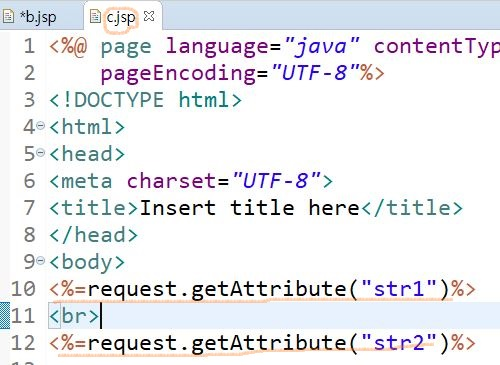 *b.jsp c.jsp
1 <%@ page language="java" contentTyp
2 pageEncoding="UTF-8"%>
3 <!DOCTYPE html>
4 <html>
5 <head>
6 <meta charset="UTF-8">
7 <title>Insert title here</title>
8 </head>
9 <body>
10 <%=request.getAttribute("str1")%>
11 <br>
12 <%=request.getAttribute("str2")%>